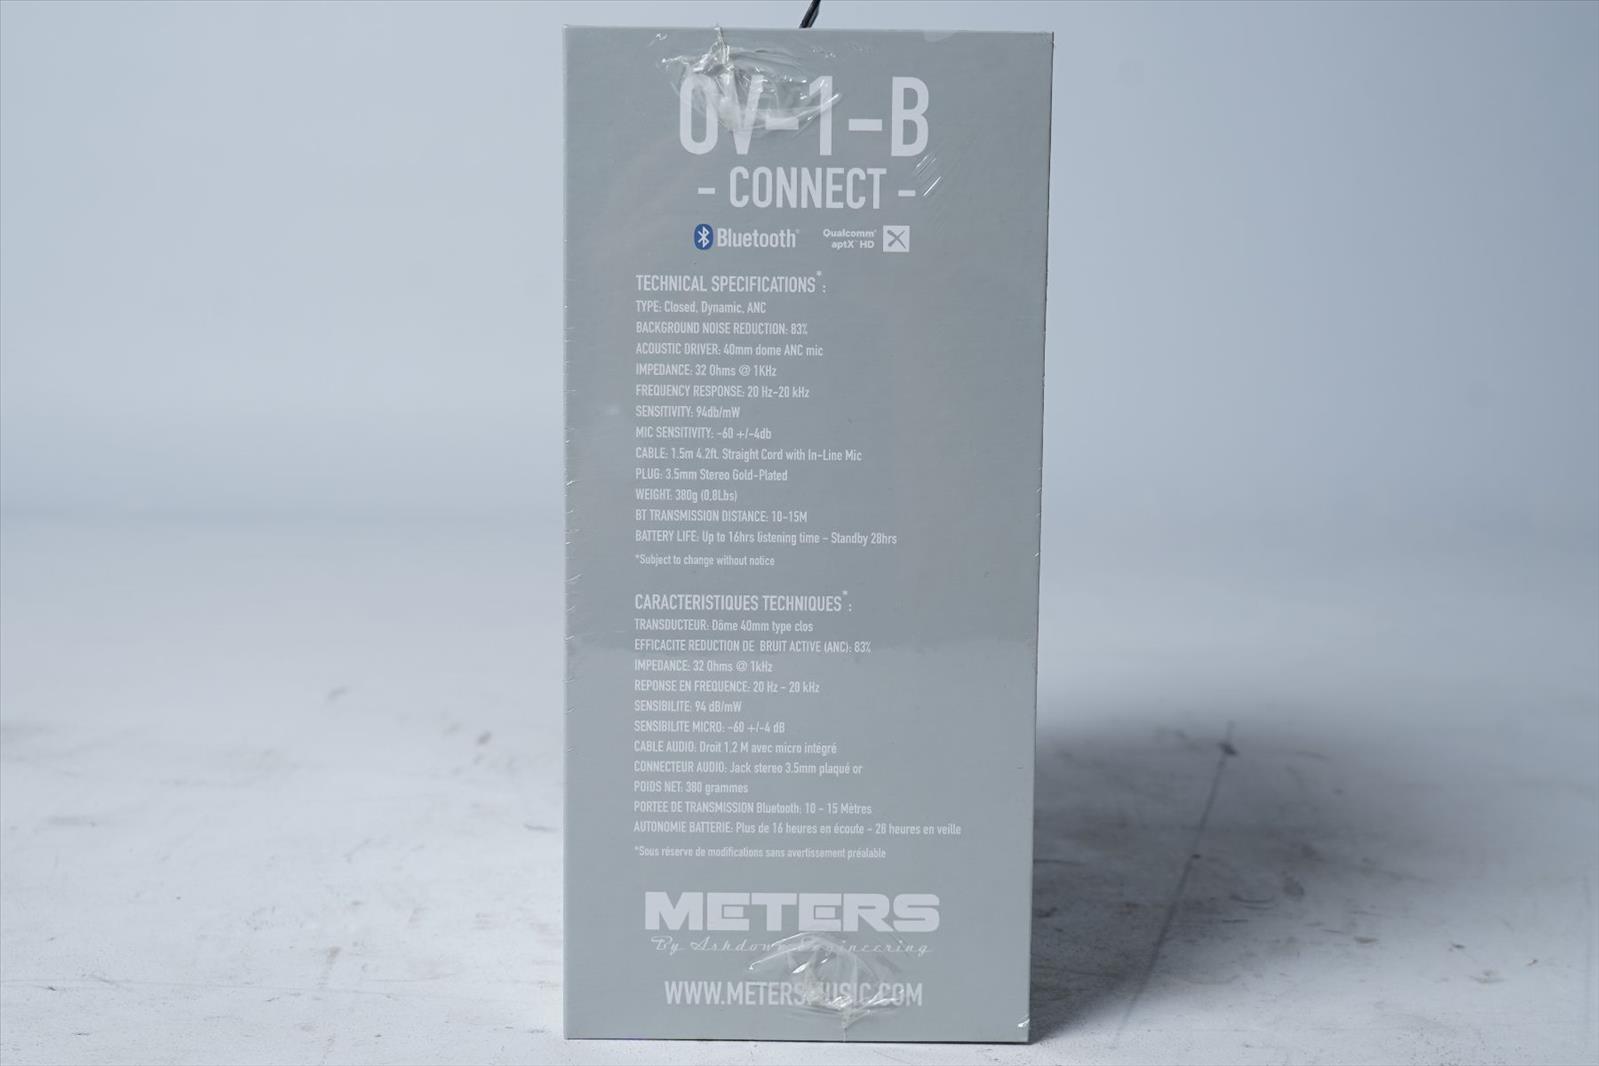 OV-1-B
- CONNECT -
Bluetooth®
Qualcomm®
aptX™ HD
TECHNICAL SPECIFICATIONS*:
TYPE: Closed, Dynamic, ANC
BACKGROUND NOISE REDUCTION: 83%
ACOUSTIC DRIVER: 40mm dome ANC mic
IMPEDANCE: 32 Ohms @ 1KHz
FREQUENCY RESPONSE: 20 Hz-20 kHz
SENSITIVITY: 94db/mW
MIC SENSITIVITY: -60 +/-4db
CABLE: 1.5m 4.2ft. Straight Cord with In-Line Mic
PLUG: 3.5mm Stereo Gold-Plated
WEIGHT: 380g (0.8Lbs)
BT TRANSMISSION DISTANCE: 10-15M
BATTERY LIFE: Up to 16hrs listening time - Standby 28hrs
*Subject to change without notice
CARACTERISTIQUES TECHNIQUES*:
TRANSDUCTEUR: Dôme 40mm type clos
EFFICACITE REDUCTION DE BRUIT ACTIVE (ANC): 83%
IMPEDANCE: 32 Ohms @ 1kHz
REPONSE EN FREQUENCE: 20 Hz - 20 kHz
SENSIBILITE: 94 dB/mW
SENSIBILITE MICRO: -60 +/-4 dB
CABLE AUDIO: Droit 1,2 M avec micro intégré
CONNECTEUR AUDIO: Jack stereo 3.5mm plaqué or
POIDS NET: 380 grammes
PORTEE DE TRANSMISSION Bluetooth: 10 - 15 Mètres
AUTONOMIE BATTERIE: Plus de 16 heures en écoute - 28 heures en veille
*Sous réserve de modifications sans avertissement préalable
METERS
By Ashdown Engineering
WWW.METERSMUSIC.COM